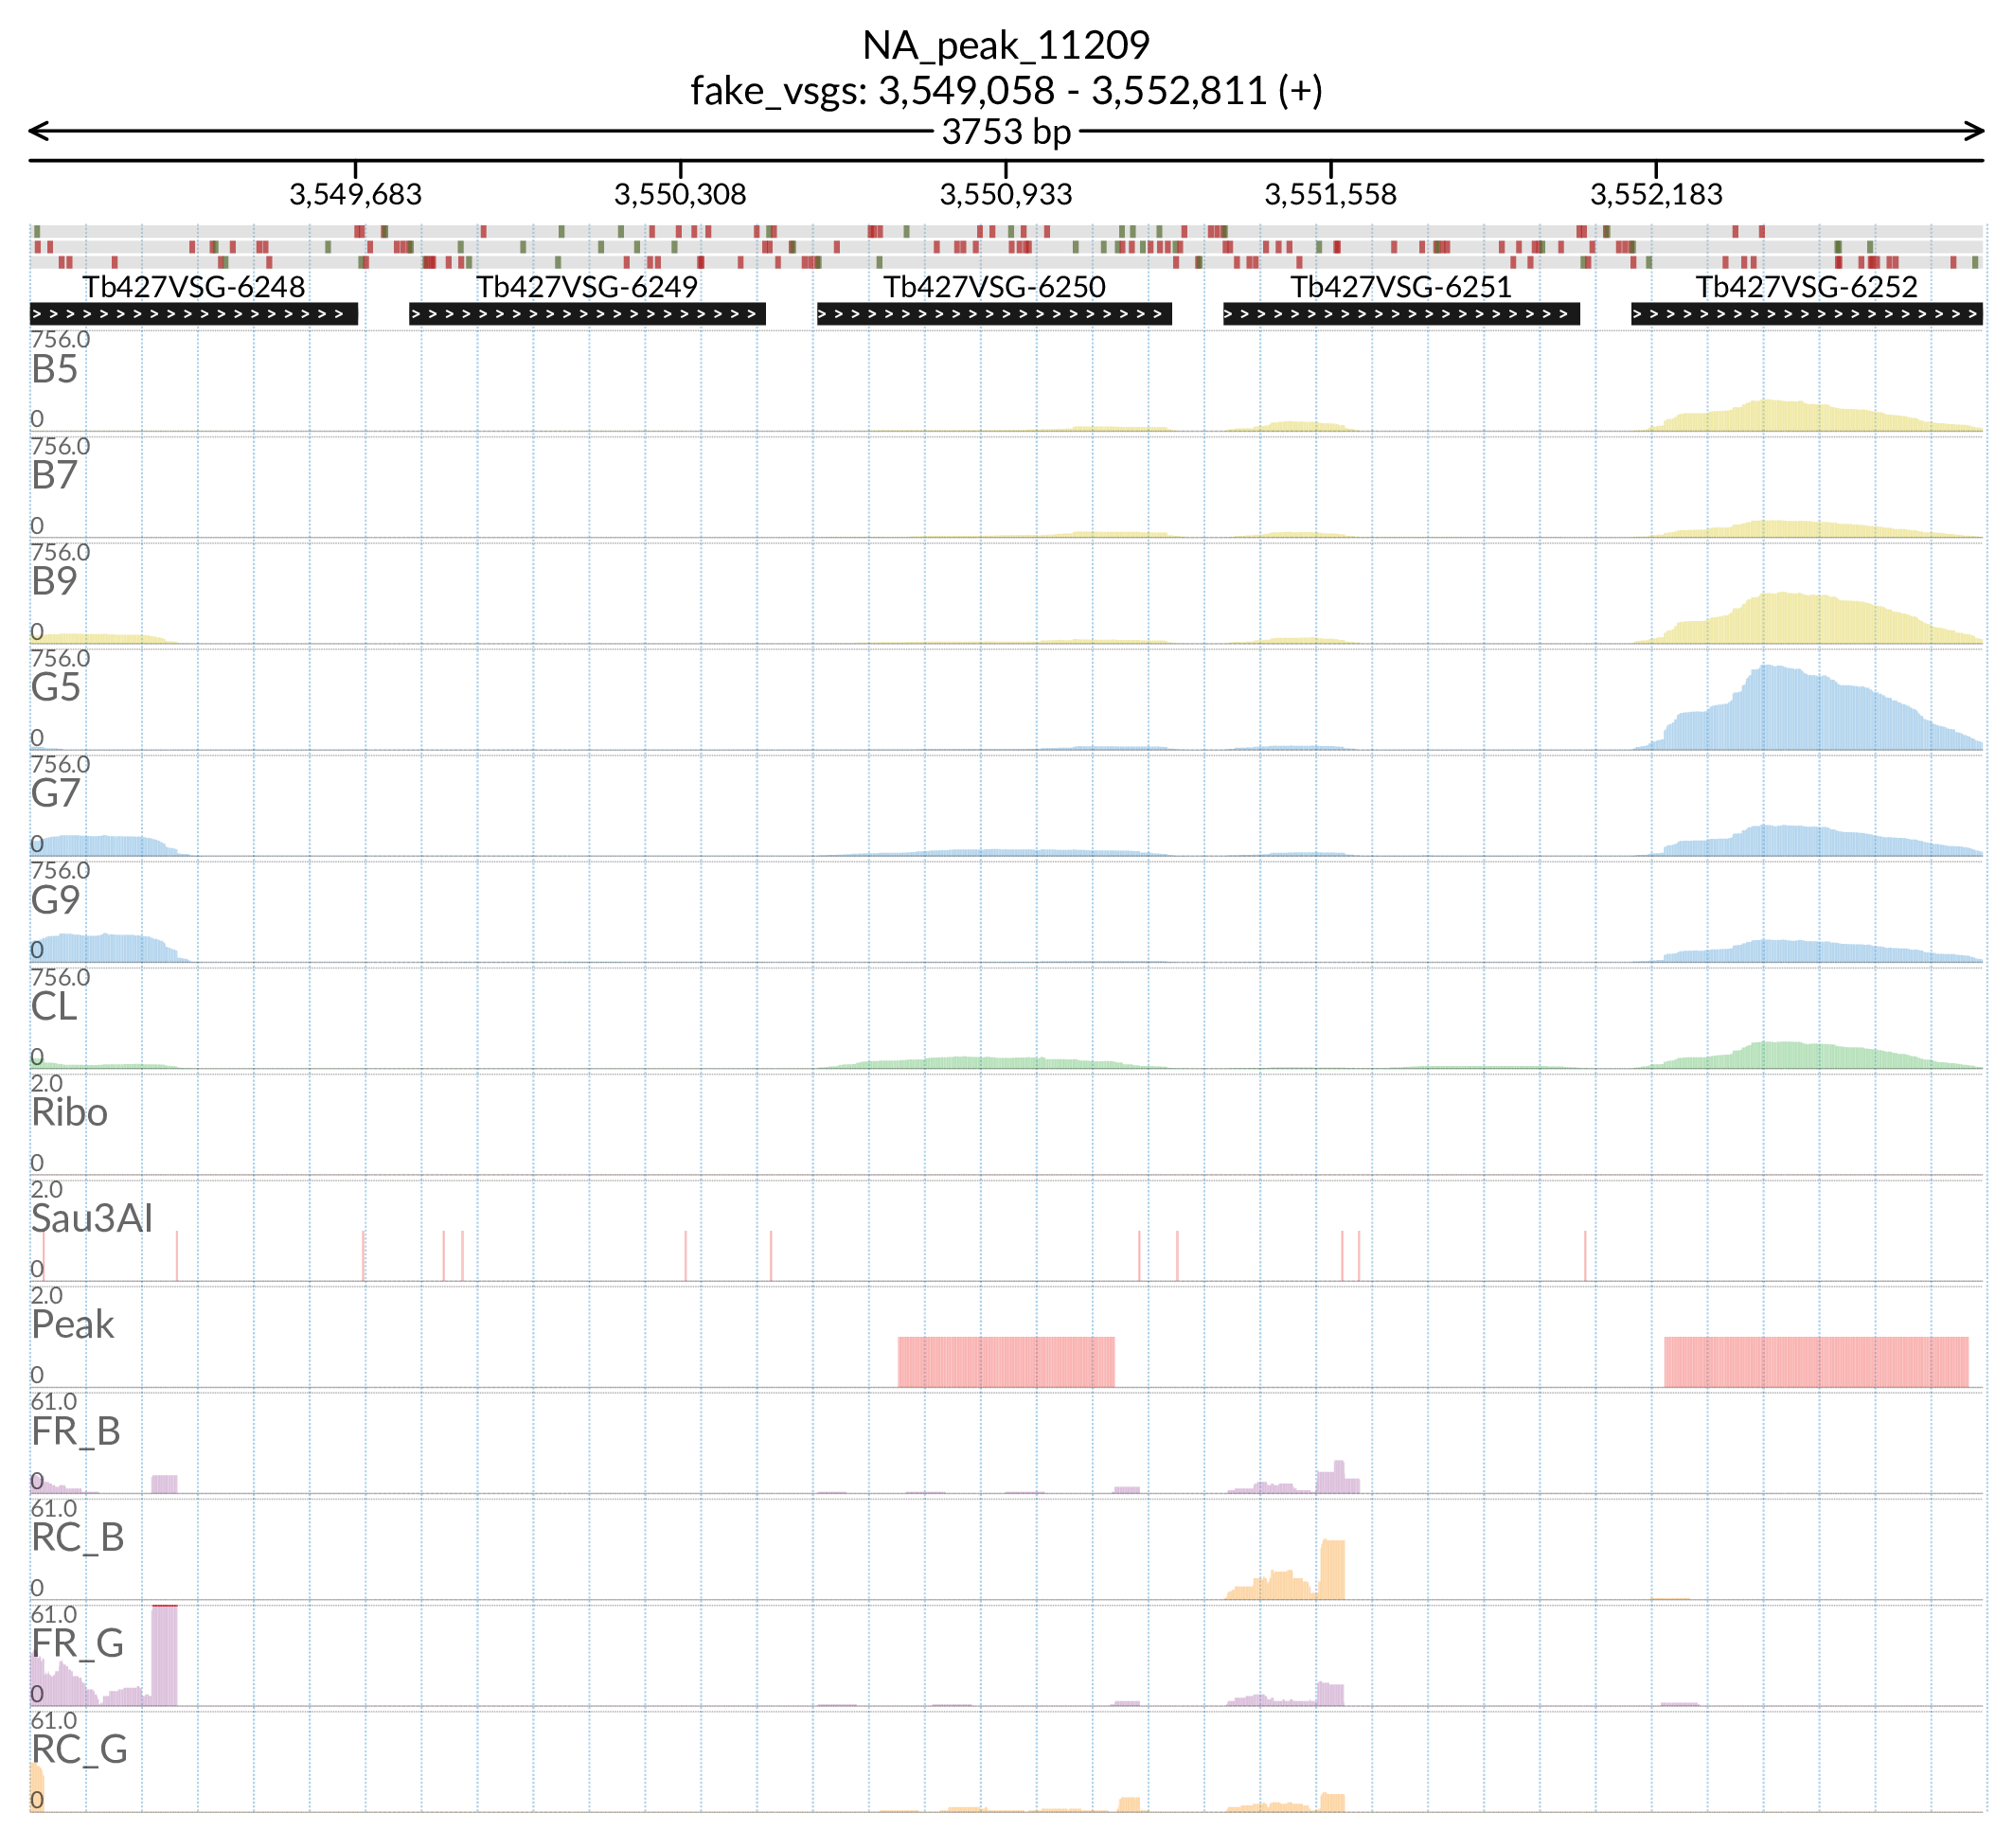 NA_peak_11209
fake_vsgs: 3,549,058 - 3,552,811 (+)
3753 bp
3,549,683 3,550,308 3,550,933 3,551,558 3,552,183
Tb427VSG-6248 Tb427VSG-6249 Tb427VSG-6250 Tb427VSG-6251 Tb427VSG-6252
756.0
B5
0
756.0
B7
0
756.0
B9
0
756.0
G5
0
756.0
G7
0
756.0
G9
0
756.0
CL
0
2.0
Ribo
0
2.0
Sau3AI
0
2.0
Peak
0
61.0
FR_B
0
61.0
RC_B
0
61.0
FR_G
0
61.0
RC_G
0